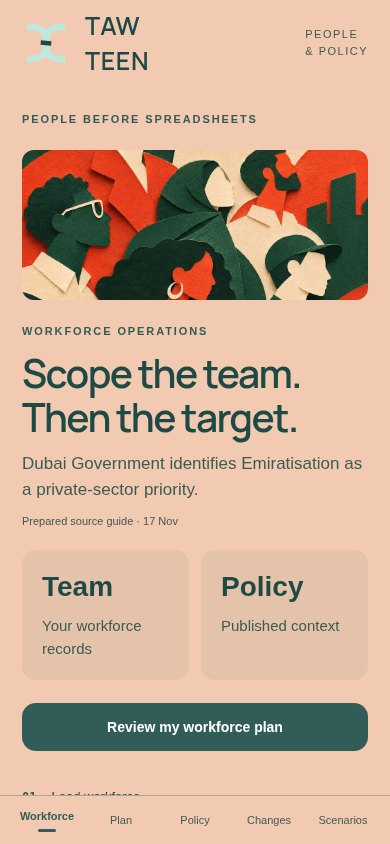 TAW
TEEN
PEOPLE
& POLICY
PEOPLE BEFORE SPREADSHEETS
WORKFORCE OPERATIONS
Scope the team.
Then the target.
Dubai Government identifies Emiratisation as
a private-sector priority.
Prepared source guide · 17 Nov
Team
Your workforce
records
Policy
Published context
Review my workforce plan
Workforce
Plan
Policy
Changes
Scenarios